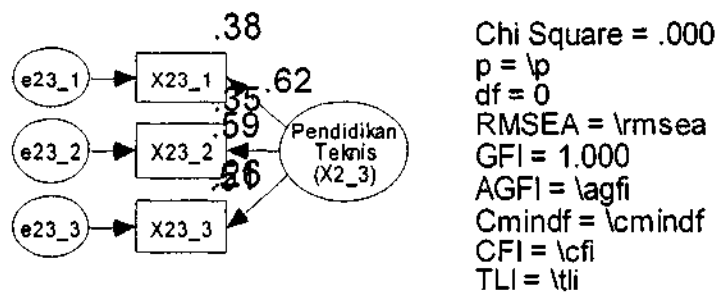 .38
e23_1
X23_1
.62
.35
.59
e23_2
X23_2
Pendidikan
Teknis
(X2_3)
e23_3
X23_3
Chi Square = .000
p = \p
df = 0
RMSEA = \rmsea
GFI = 1.000
AGFI = \agfi
Cmindf = \cmindf
CFI = \cfi
TLI = \tli